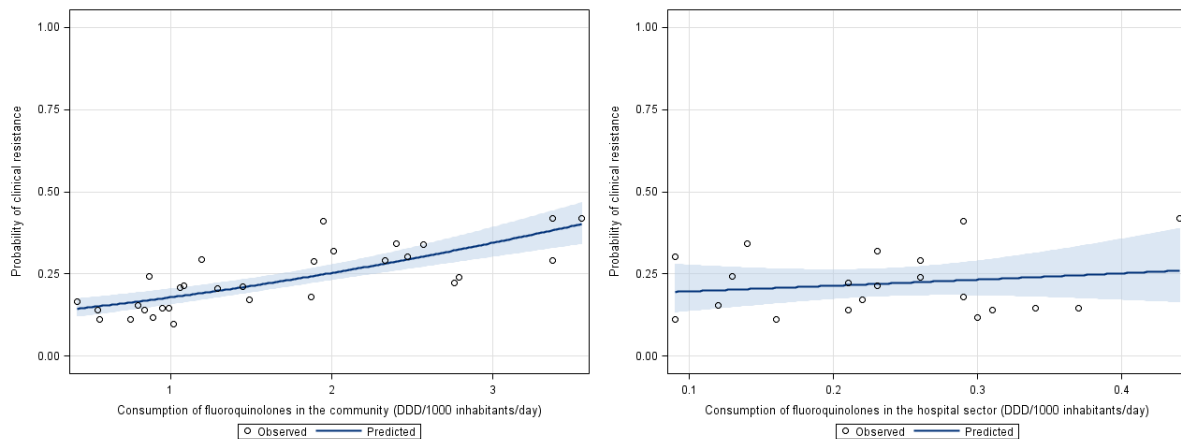 1.00
0.75
0.50
0.25
0.00
Probability of clinical resistance
1 2 3
Consumption of fluoroquinolones in the community (DDD/1000 inhabitants/day)
Observed Predicted
1.00
0.75
0.50
0.25
0.00
Probability of clinical resistance
0.1 0.2 0.3 0.4
Consumption of fluoroquinolones in the hospital sector (DDD/1000 inhabitants/day)
Observed Predicted